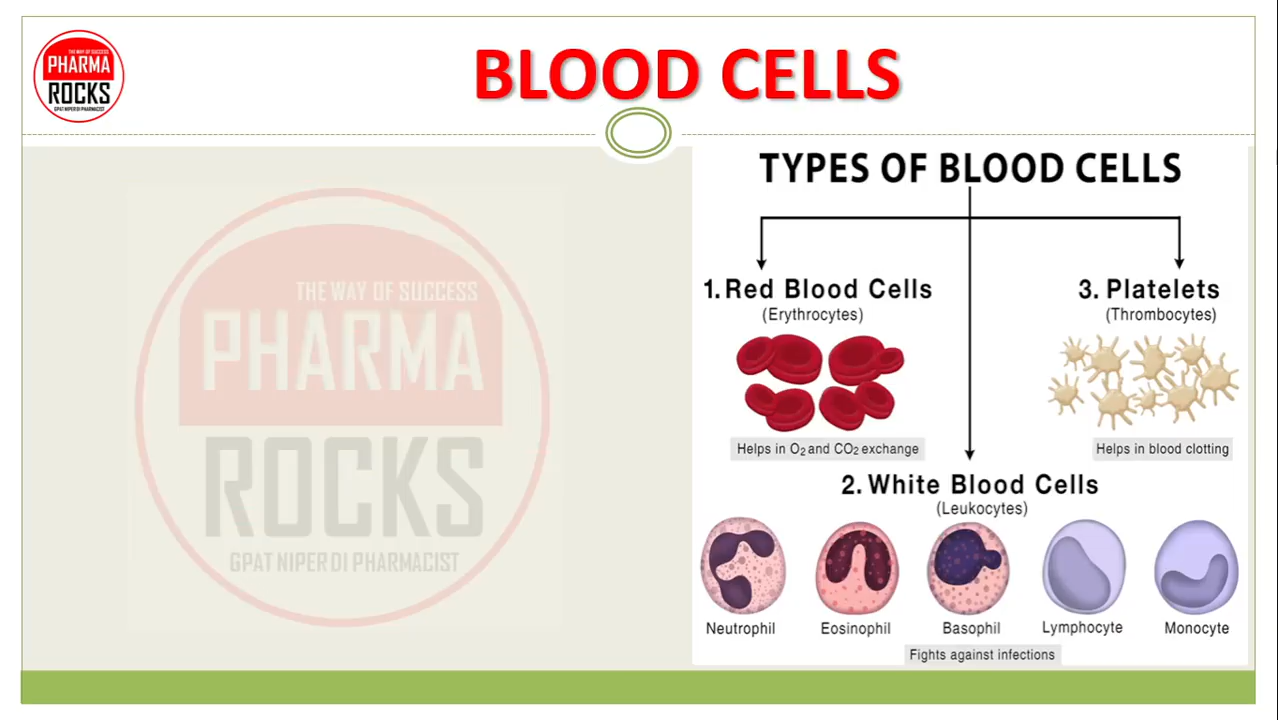 THE WAY OF SUCCESS
PHARMA
ROCKS
GPAT NIPER DI PHARMACIST
BLOOD CELLS
THE WAY OF SUCCESS
PHARMA
ROCKS
GPAT NIPER DI PHARMACIST
TYPES OF BLOOD CELLS
1. Red Blood Cells
(Erythrocytes)
Helps in O2 and CO2 exchange
3. Platelets
(Thrombocytes)
Helps in blood clotting
2. White Blood Cells
(Leukocytes)
Neutrophil Eosinophil Basophil Lymphocyte Monocyte
Fights against infections